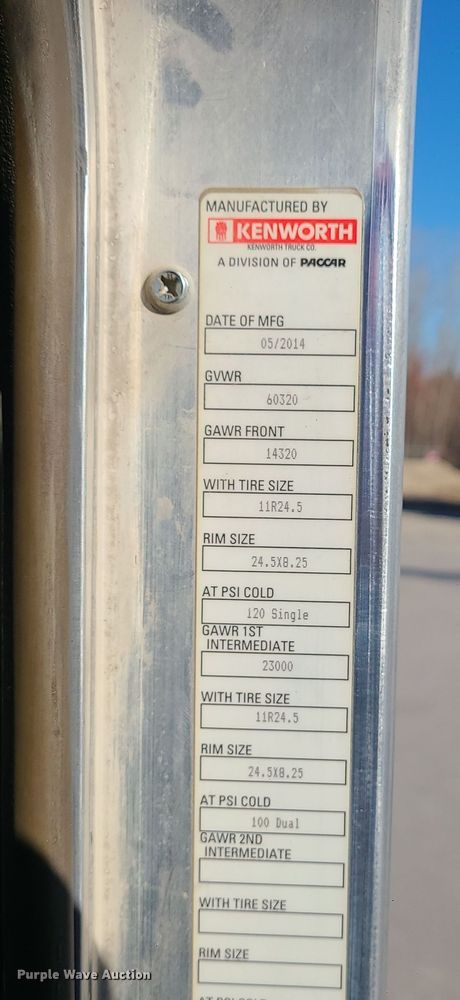 MANUFACTURED BY
KENWORTH
KENWORTH TRUCK CO.
A DIVISION OF PACCAR
DATE OF MFG
05/2014
GVWR
60320
GAWR FRONT
14320
WITH TIRE SIZE
11R24.5
RIM SIZE
24.5X8.25
AT PSI COLD
120 Single
GAWR 1ST
INTERMEDIATE
23000
WITH TIRE SIZE
11R24.5
RIM SIZE
24.5X8.25
AT PSI COLD
100 Dual
GAWR 2ND
INTERMEDIATE
WITH TIRE SIZE
RIM SIZE
AT PSI COLD
Purple Wave Auction